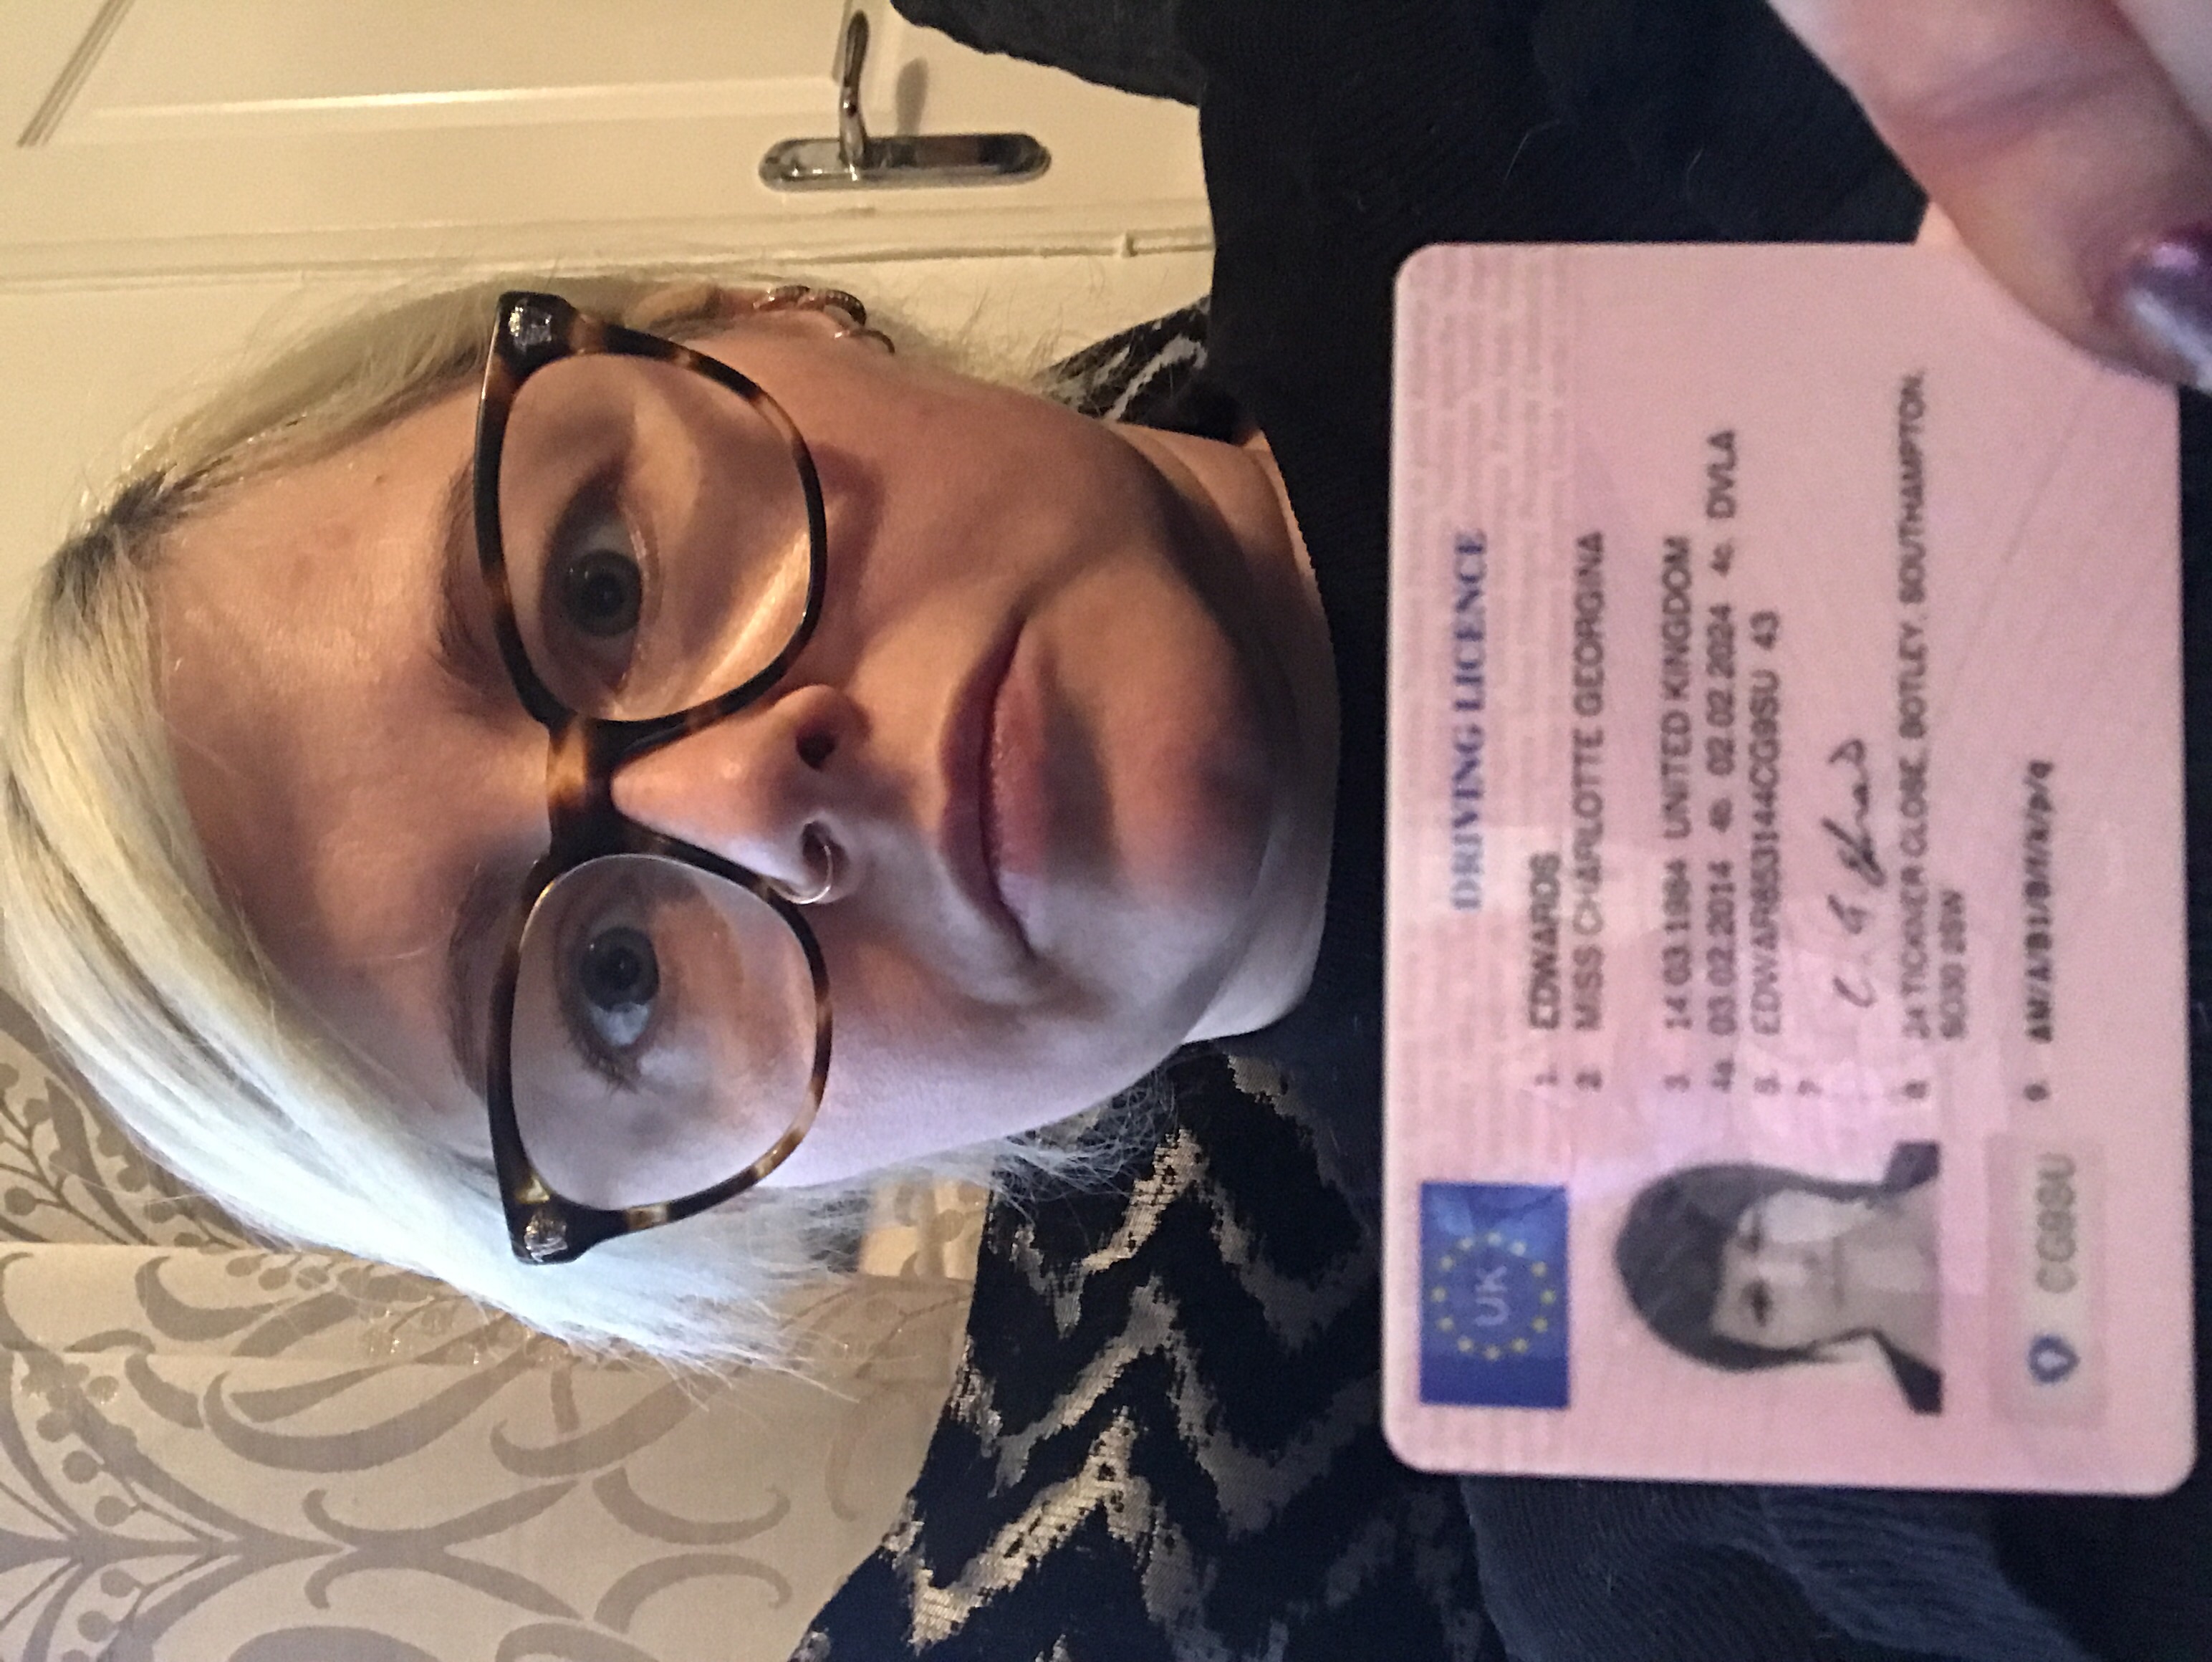 UK
DRIVING LICENCE
1. EDWARDS
2. MISS CHARLOTTE GEORGINA
3. 14.03.1984 UNITED KINGDOM
4a. 03.02.2014 4b. 02.02.2024 4c. DVLA
5. EDWAR853144CG9SU 43
7.
8. 24 TICKNER CLOSE, BOTLEY, SOUTHAMPTON,
SO30 2SW
9. AM/A/B1/B/f/k/p/q
CG9SU